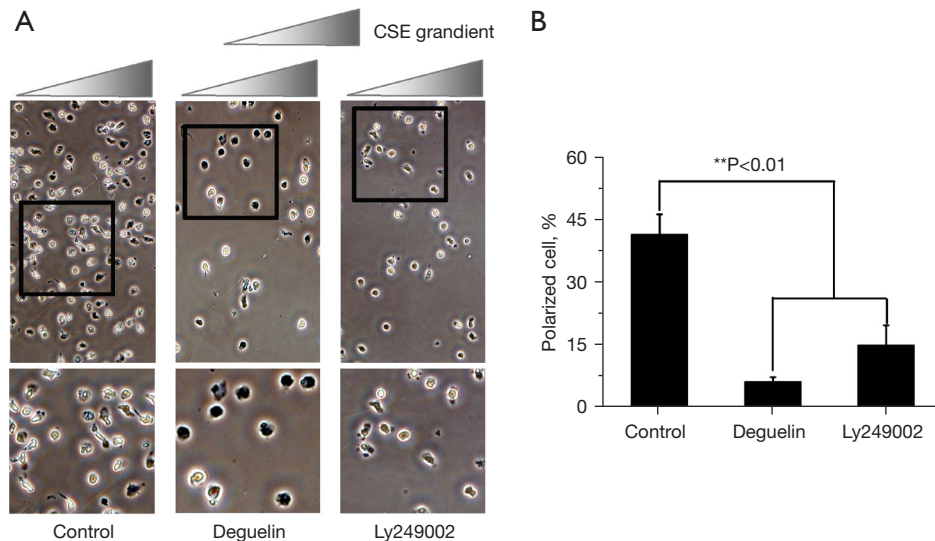 A
CSE grandient
Control
Deguelin
Ly249002
B
Polarized cell, %
60
45
30
15
0
**P<0.01
Control
Deguelin
Ly249002